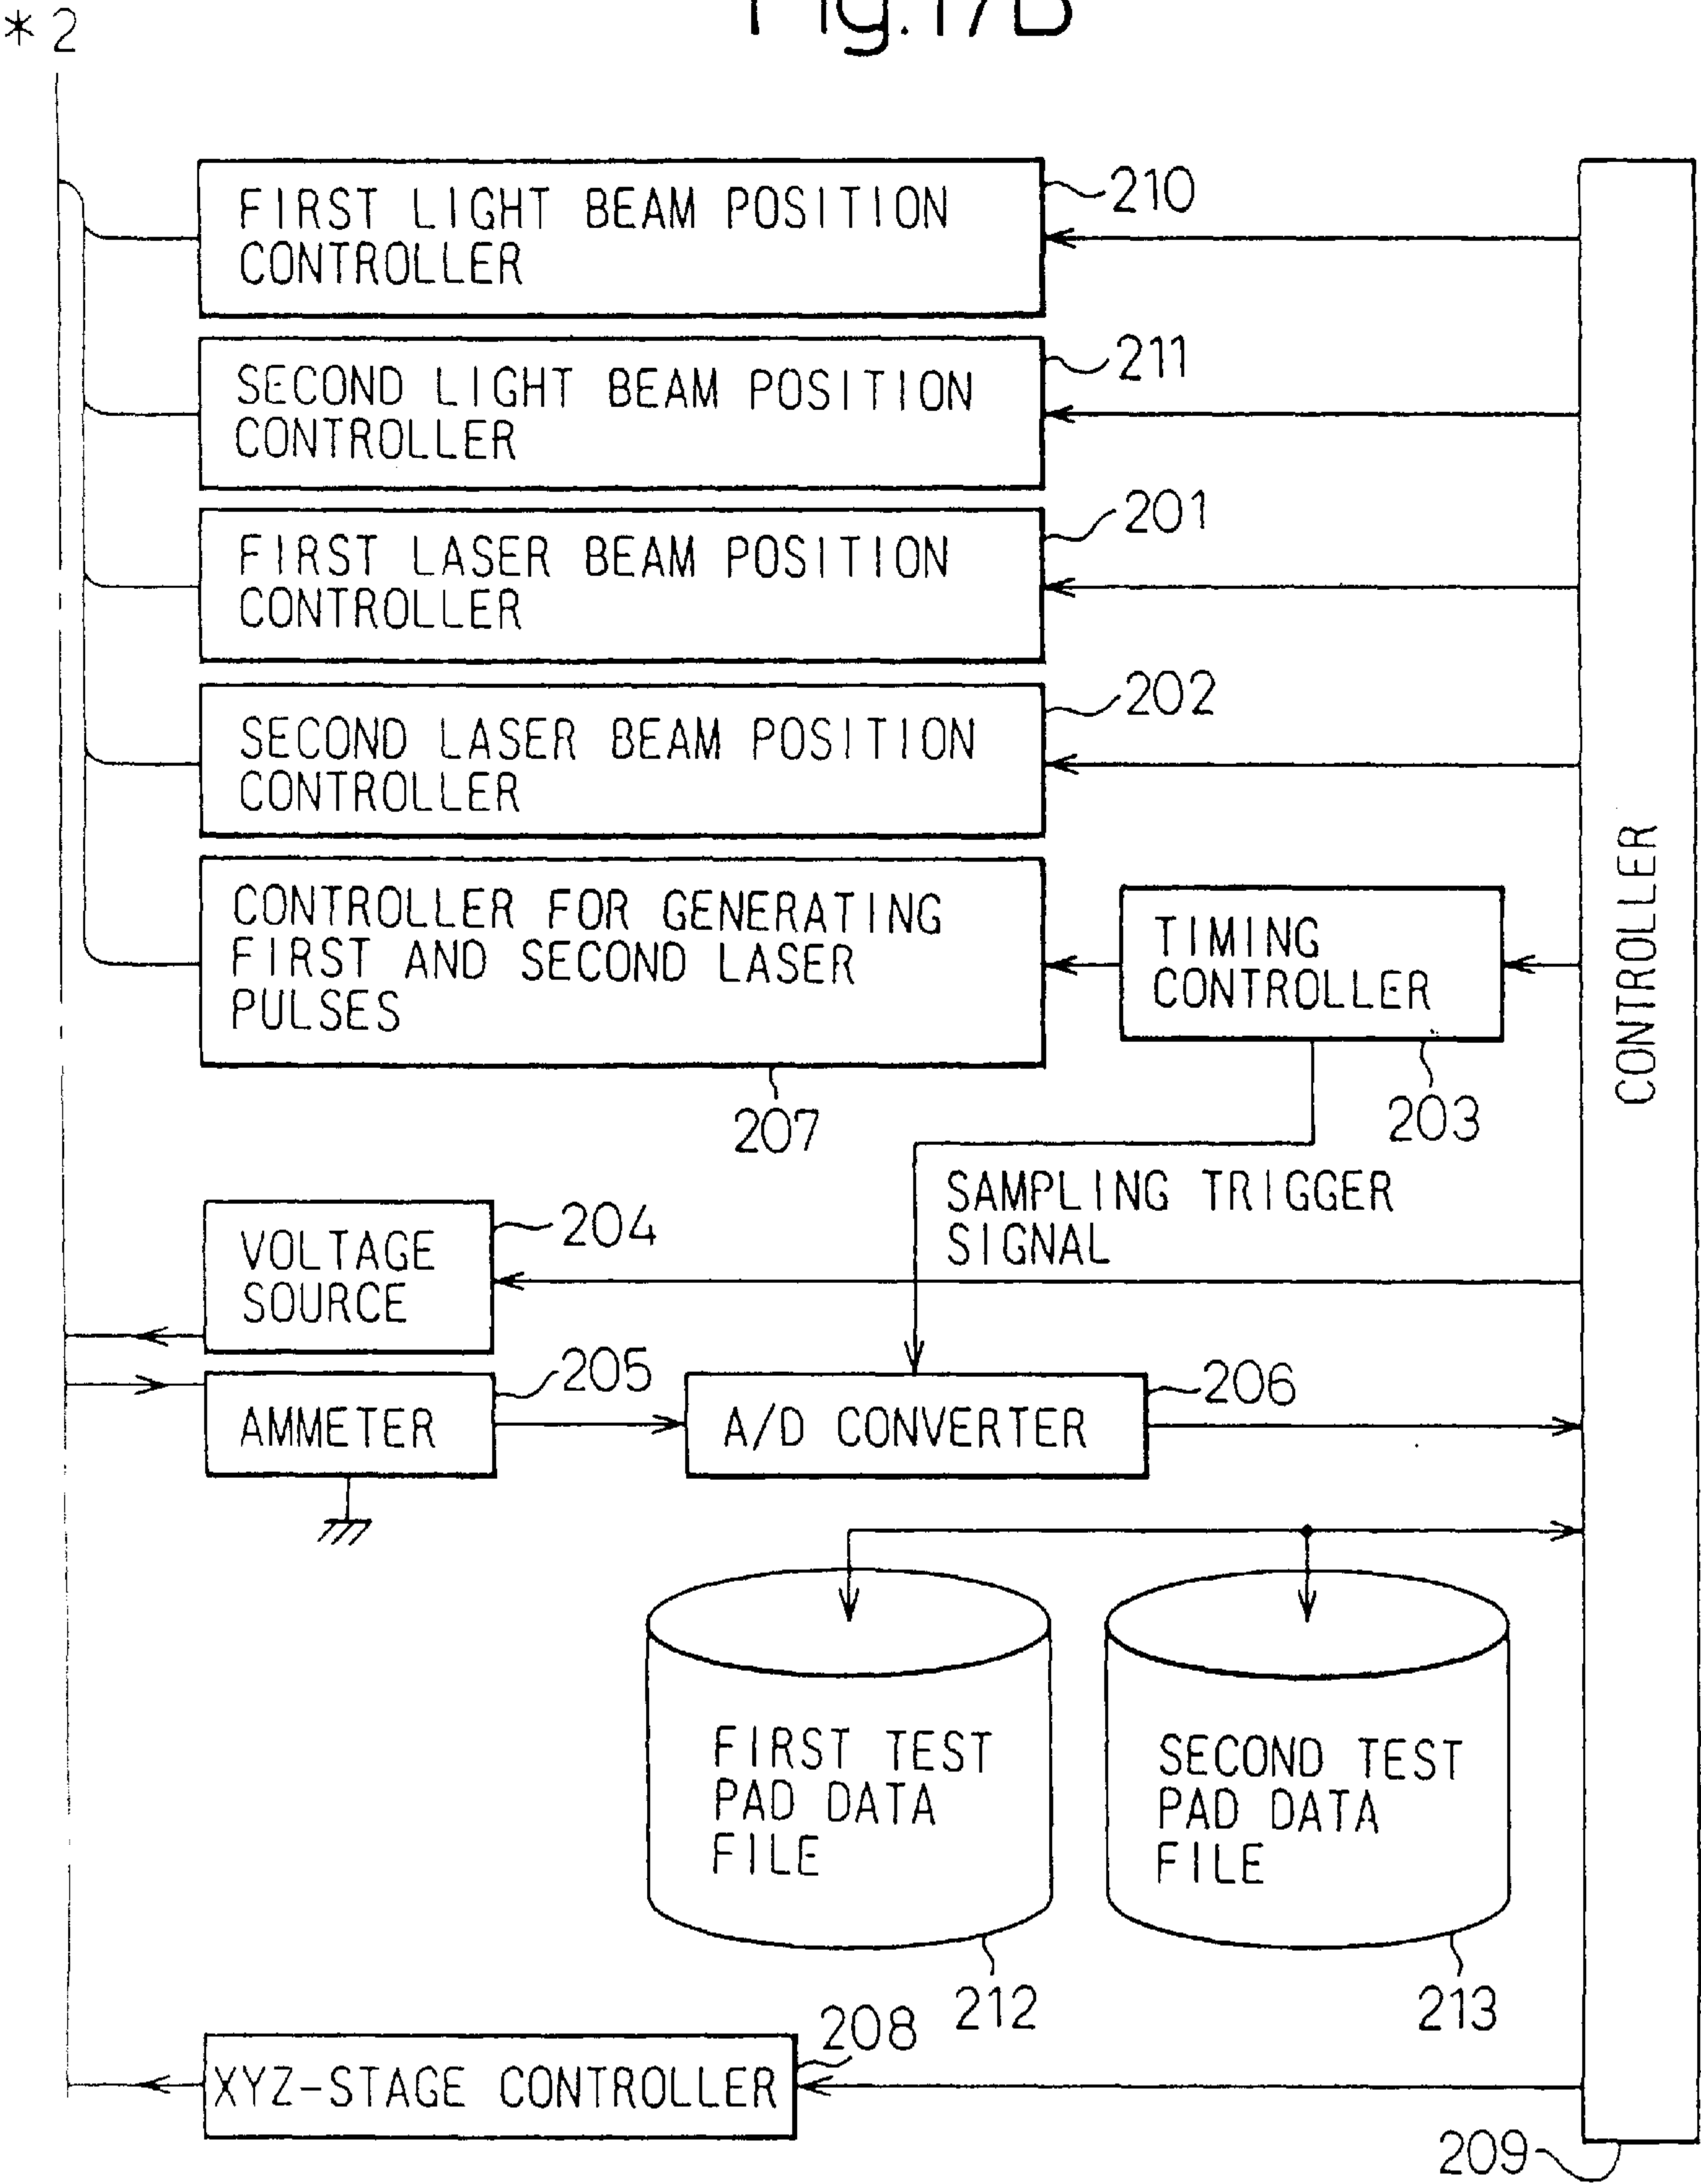 Fig.17B
*2
FIRST LIGHT BEAM POSITION
CONTROLLER
210
SECOND LIGHT BEAM POSITION
CONTROLLER
211
FIRST LASER BEAM POSITION
CONTROLLER
201
SECOND LASER BEAM POSITION
CONTROLLER
202
CONTROLLER FOR GENERATING
FIRST AND SECOND LASER
PULSES
207
TIMING
CONTROLLER
203
CONTROLLER
SAMPLING TRIGGER
SIGNAL
VOLTAGE
SOURCE
204
AMMETER
205
A/D CONVERTER
206
FIRST TEST
PAD DATA
FILE
212
SECOND TEST
PAD DATA
FILE
213
XYZ-STAGE CONTROLLER
208
209